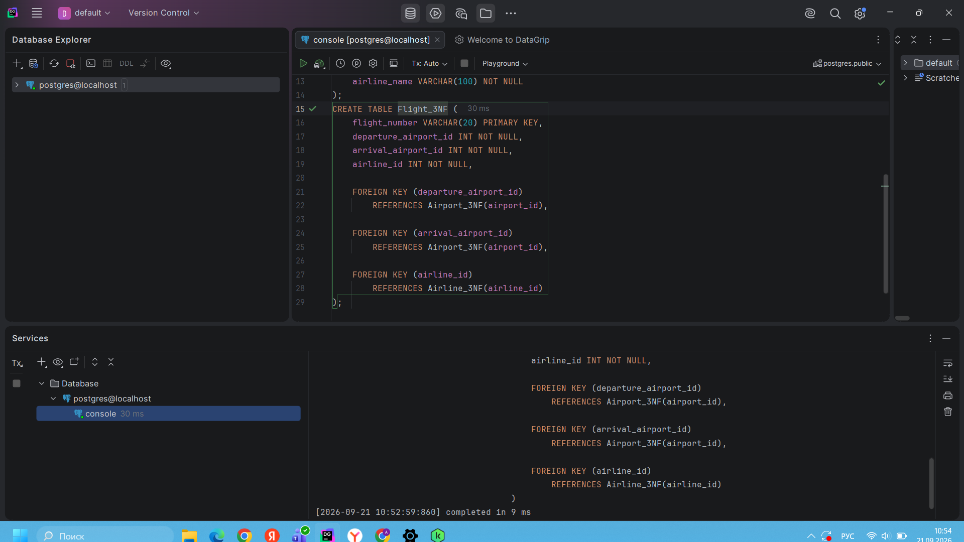 default
Version Control
Database Explorer
DDL
postgres@localhost 1
console [postgres@localhost]
Welcome to DataGrip
Tx: Auto
Playground
postgres.public
13 airline_name VARCHAR(100) NOT NULL
14 );
15 CREATE TABLE Flight_3NF ( 30 ms
16 flight_number VARCHAR(20) PRIMARY KEY,
17 departure_airport_id INT NOT NULL,
18 arrival_airport_id INT NOT NULL,
19 airline_id INT NOT NULL,
20
21 FOREIGN KEY (departure_airport_id)
22 REFERENCES Airport_3NF(airport_id),
23
24 FOREIGN KEY (arrival_airport_id)
25 REFERENCES Airport_3NF(airport_id),
26
27 FOREIGN KEY (airline_id)
28 REFERENCES Airline_3NF(airline_id)
29 );
default
Scratche
Services
Tx
Database
postgres@localhost
console 30 ms
airline_id INT NOT NULL,
FOREIGN KEY (departure_airport_id)
REFERENCES Airport_3NF(airport_id),
FOREIGN KEY (arrival_airport_id)
REFERENCES Airport_3NF(airport_id),
FOREIGN KEY (airline_id)
REFERENCES Airline_3NF(airline_id)
)
[2026-09-21 10:52:59:860] completed in 9 ms
Поиск
РУС
10:54
21.09.2026